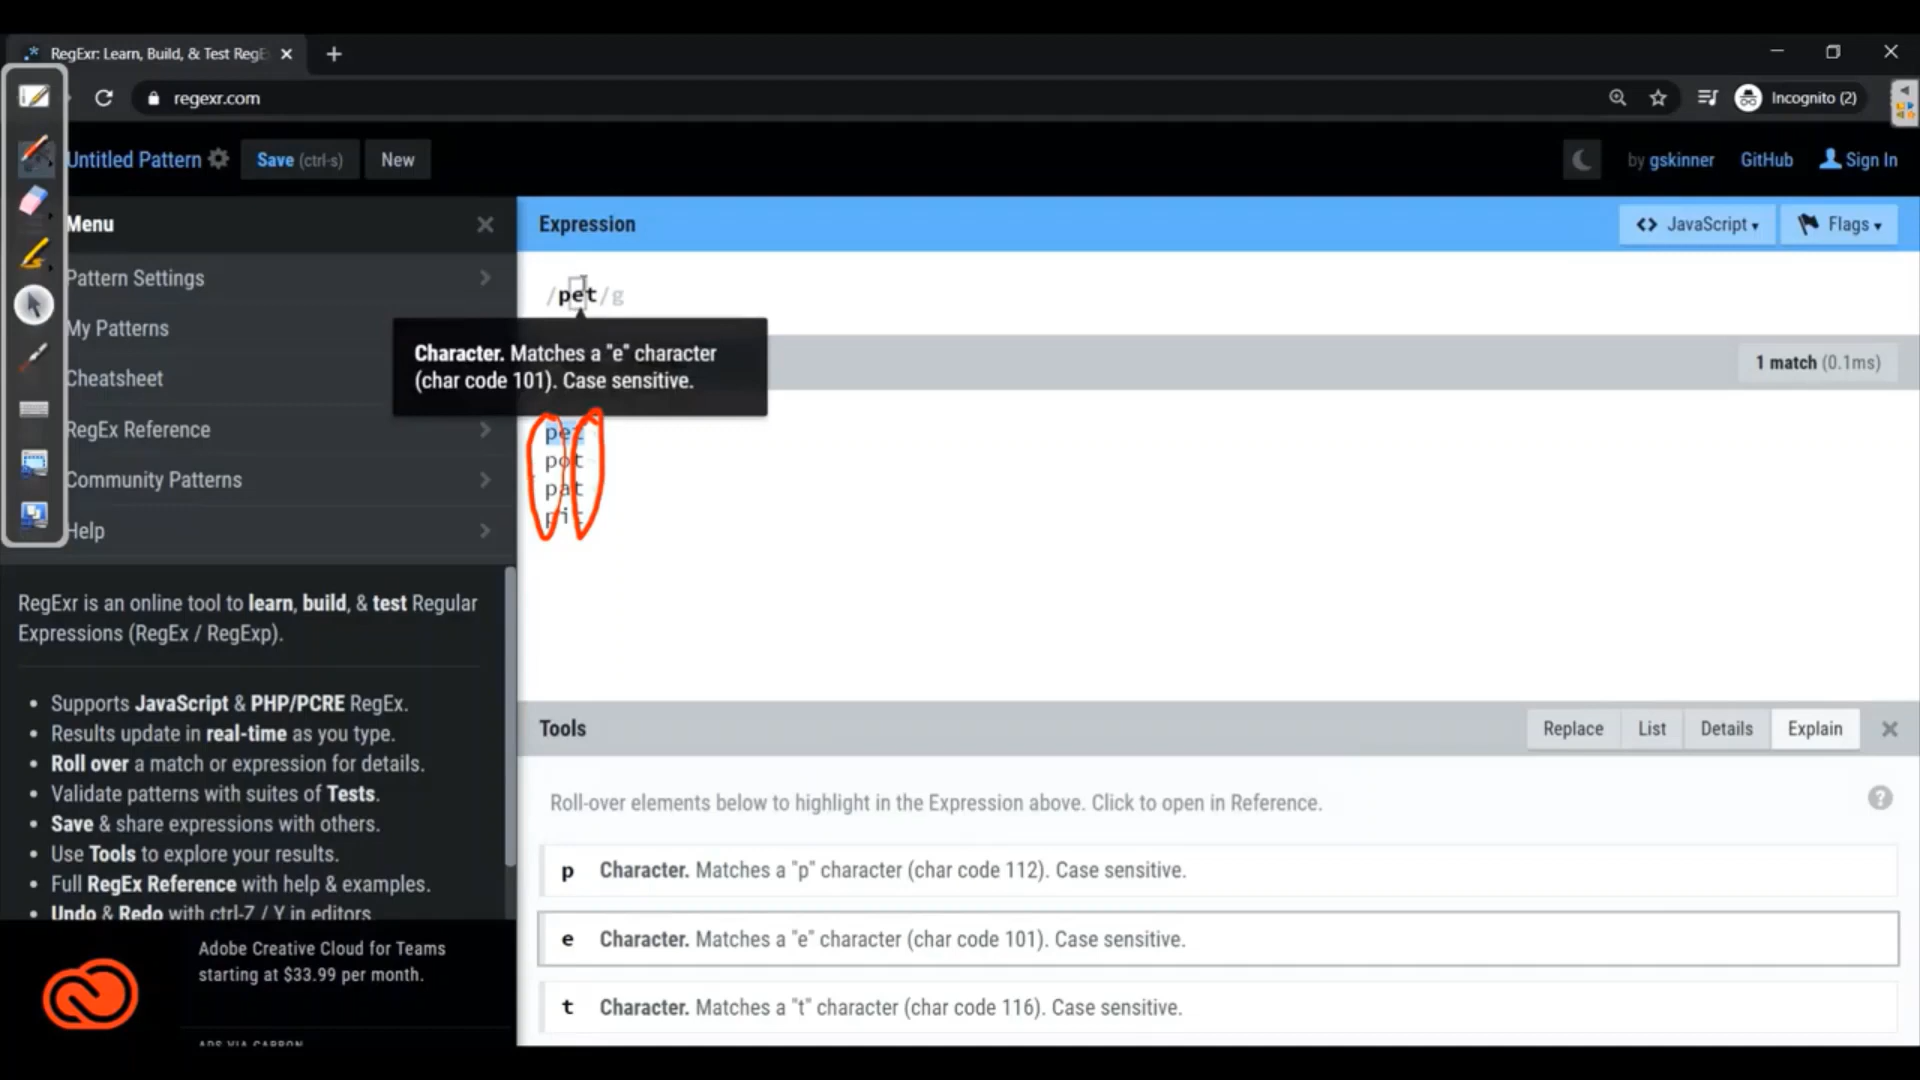 RegExr: Learn, Build, & Test RegE
regexr.com
Incognito (2)
Untitled Pattern
Save (ctrl-s)
New
by gskinner
GitHub
Sign In
Menu
Expression
JavaScript
Flags
Pattern Settings
/pet/g
My Patterns
Character. Matches a "e" character
(char code 101). Case sensitive.
1 match (0.1ms)
Cheatsheet
RegEx Reference
pet
pot
Community Patterns
pat
pit
Help
RegExr is an online tool to learn, build, & test Regular
Expressions (RegEx / RegExp).
• Supports JavaScript & PHP/PCRE RegEx.
• Results update in real-time as you type.
• Roll over a match or expression for details.
• Validate patterns with suites of Tests.
• Save & share expressions with others.
• Use Tools to explore your results.
• Full RegEx Reference with help & examples.
• Undo & Redo with ctrl-Z / Y in editors
Adobe Creative Cloud for Teams
starting at $33.99 per month.
ADS VIA CARBON
Tools
Replace
List
Details
Explain
Roll-over elements below to highlight in the Expression above. Click to open in Reference.
?
p Character. Matches a "p" character (char code 112). Case sensitive.
e Character. Matches a "e" character (char code 101). Case sensitive.
t Character. Matches a "t" character (char code 116). Case sensitive.